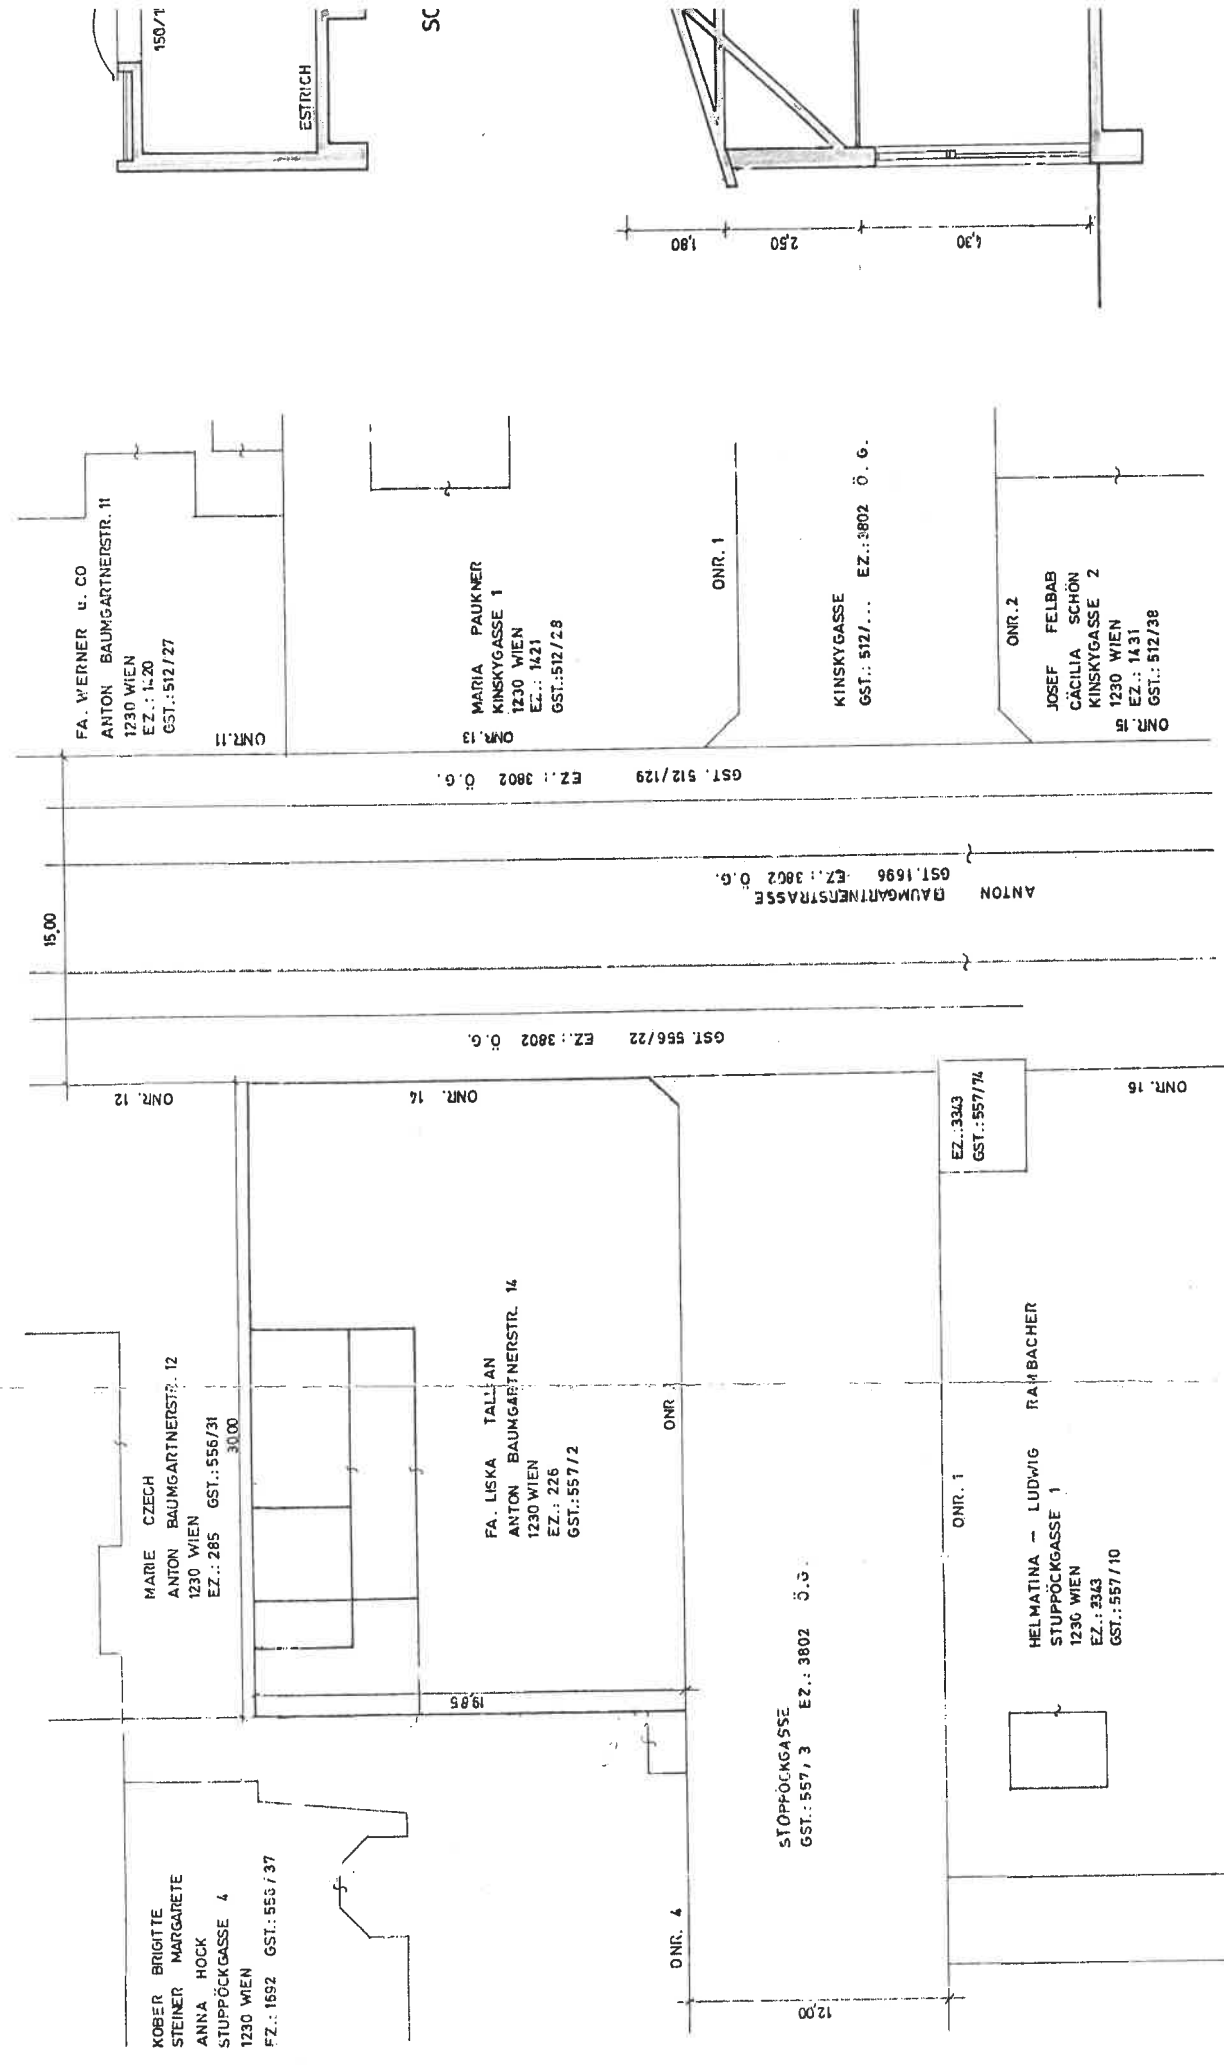 150/1
ESTRICH
SC
1,80
2,50
4,30
FA. WERNER u. CO
ANTON BAUMGARTNERSTR. 11
1230 WIEN
EZ.: 1420
GST.: 512/27
ONR. 11
MARIA PAUKNER
KINSKYGASSE 1
1230 WIEN
EZ.: 1421
GST.: 512/28
ONR. 13
ONR. 1
KINSKYGASSE
GST.: 512/... EZ.: 3802 Ö.G.
ONR. 2
JOSEF FELBAB
CÄCILIA SCHÖN
KINSKYGASSE 2
1230 WIEN
EZ.: 1431
GST.: 512/38
ONR. 15
GST. 512/129 EZ.: 3802 Ö.G.
15,00
ANTON BAUMGARTNERSTRASSE
GST. 1696 EZ.: 3802 Ö.G.
GST. 556/22 EZ.: 3802 Ö.G.
ONR. 12
ONR. 14
ONR. 16
EZ.: 3343
GST.: 557/74
MARIE CZECH
ANTON BAUMGARTNERSTR. 12
1230 WIEN
EZ.: 285 GST.: 556/31
30,00
FA. LISKA TALIAN
ANTON BAUMGARTNERSTR. 14
1230 WIEN
EZ.: 226
GST.: 557/2
ONR
19,85
ONR. 1
HELMATINA – LUDWIG RAMBACHER
STUPPÖCKGASSE 1
1230 WIEN
EZ.: 3343
GST.: 557/10
STOPPÖCKGASSE
GST.: 557/3 EZ.: 3802 Ö.G.
KOBER BRIGITTE
STEINER MARGARETE
ANNA HOCK
STUPPÖCKGASSE 4
1230 WIEN
EZ.: 1692 GST.: 556/37
ONR. 4
12,00